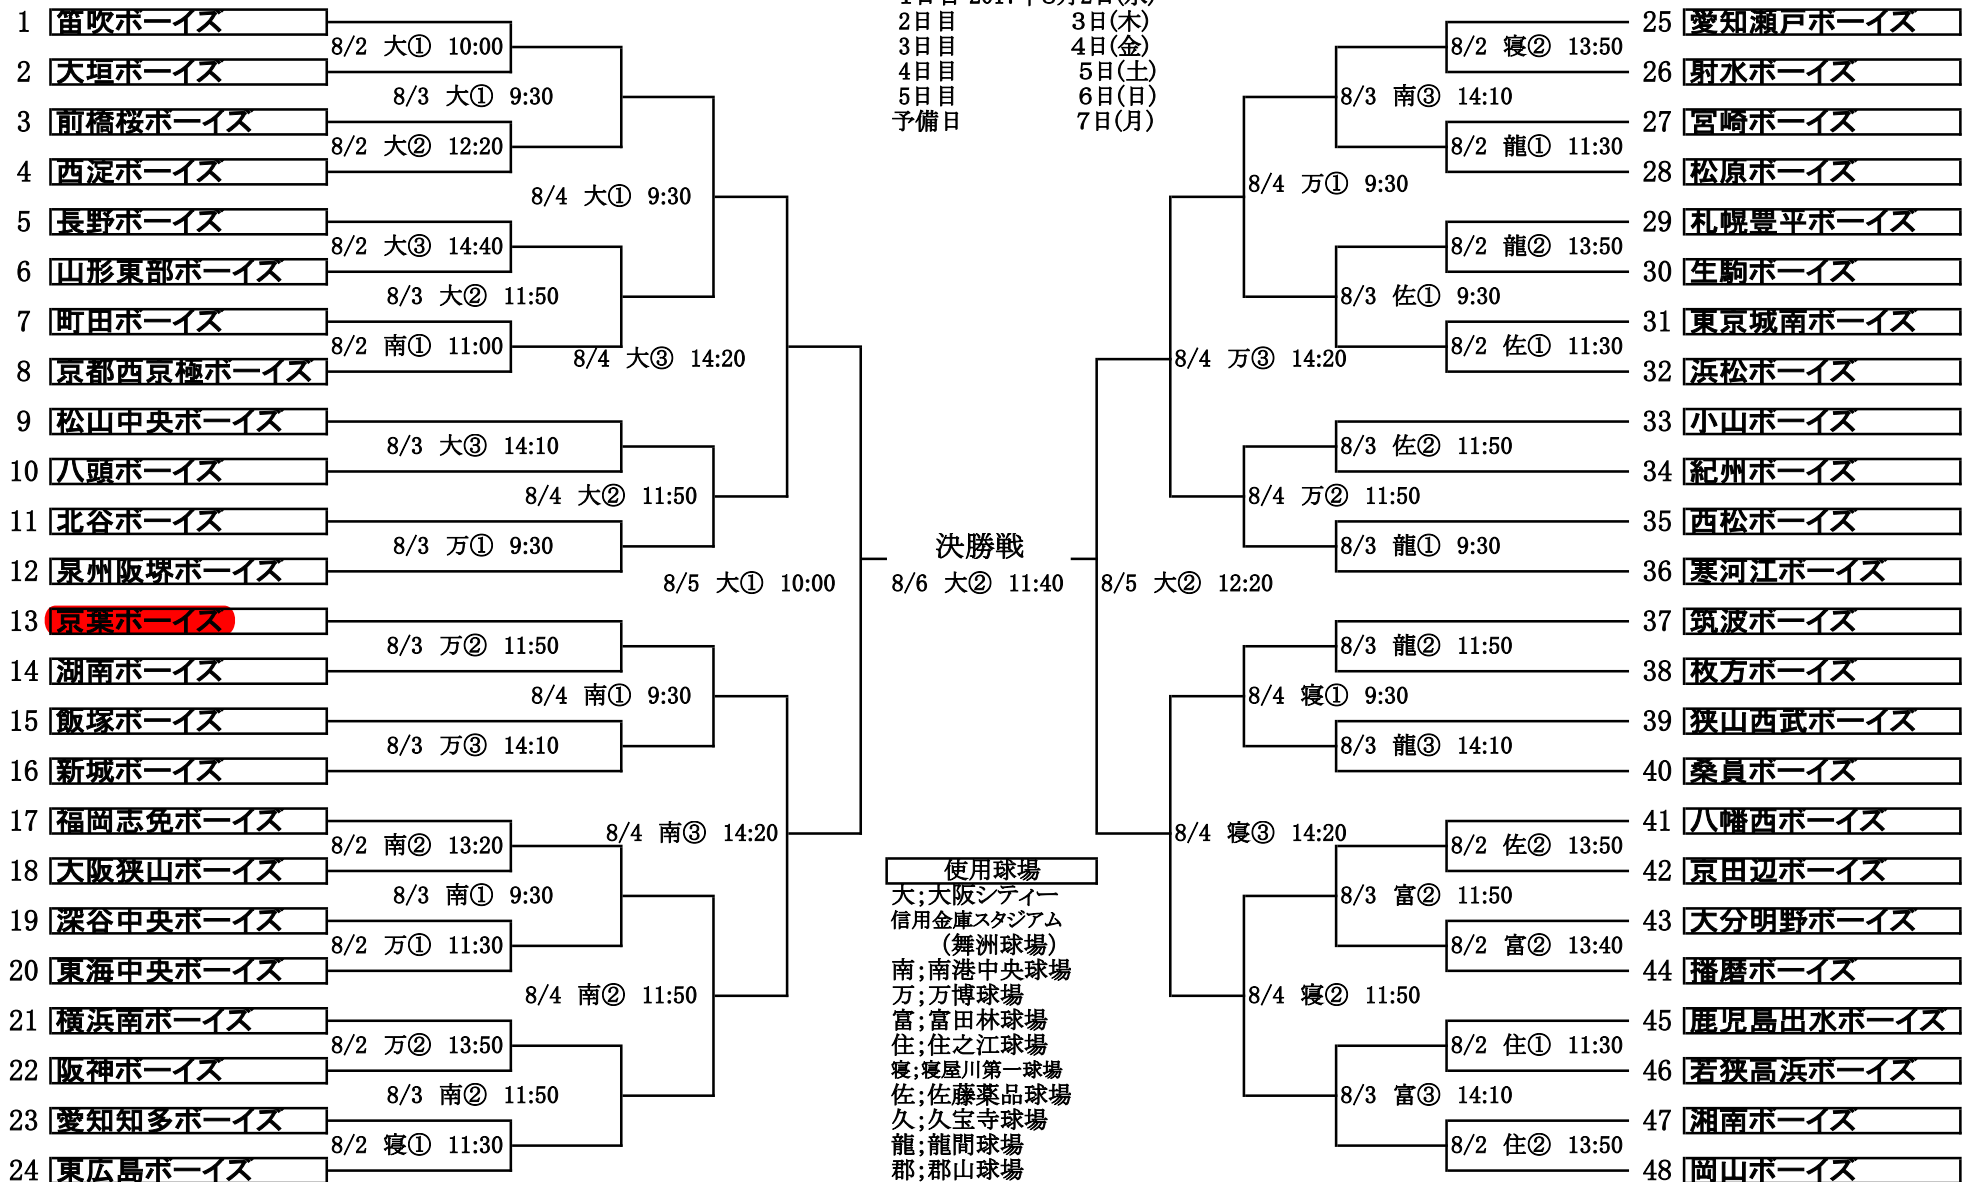 1 笛吹ボーイズ
8/2 大① 10:00
2 大垣ボーイズ
8/3 大① 9:30
3 前橋桜ボーイズ
8/2 大② 12:20
4 西淀ボーイズ
8/4 大① 9:30
5 長野ボーイズ
8/2 大③ 14:40
6 山形東部ボーイズ
8/3 大② 11:50
7 町田ボーイズ
8/2 南① 11:00
8/4 大③ 14:20
8 京都西京極ボーイズ
9 松山中央ボーイズ
8/3 大③ 14:10
10 八頭ボーイズ
8/4 大② 11:50
11 北谷ボーイズ
8/3 万① 9:30
12 泉州阪堺ボーイズ
8/5 大① 10:00
13 京葉ボーイズ
8/3 万② 11:50
14 湖南ボーイズ
8/4 南① 9:30
15 飯塚ボーイズ
8/3 万③ 14:10
16 新城ボーイズ
17 福岡志免ボーイズ
8/4 南③ 14:20
8/2 南② 13:20
18 大阪狭山ボーイズ
8/3 南① 9:30
19 深谷中央ボーイズ
8/2 万① 11:30
20 東海中央ボーイズ
8/4 南② 11:50
21 横浜南ボーイズ
8/2 万② 13:50
22 阪神ボーイズ
8/3 南② 11:50
23 愛知知多ボーイズ
8/2 寝① 11:30
24 東広島ボーイズ
1日目 2017年8月2日(水)
2日目 3日(木)
3日目 4日(金)
4日目 5日(土)
5日目 6日(日)
予備日 7日(月)
決勝戦
8/6 大② 11:40
使用球場
大;大阪シティー
信用金庫スタジアム
(舞洲球場)
南;南港中央球場
万;万博球場
富;富田林球場
住;住之江球場
寝;寝屋川第一球場
佐;佐藤薬品球場
久;久宝寺球場
龍;龍間球場
郡;郡山球場
25 愛知瀬戸ボーイズ
8/2 寝② 13:50
26 射水ボーイズ
8/3 南③ 14:10
27 宮崎ボーイズ
8/2 龍① 11:30
28 松原ボーイズ
8/4 万① 9:30
29 札幌豊平ボーイズ
8/2 龍② 13:50
30 生駒ボーイズ
8/3 佐① 9:30
31 東京城南ボーイズ
8/2 佐① 11:30
8/4 万③ 14:20
32 浜松ボーイズ
33 小山ボーイズ
8/3 佐② 11:50
34 紀州ボーイズ
8/4 万② 11:50
35 西松ボーイズ
8/3 龍① 9:30
36 寒河江ボーイズ
8/5 大② 12:20
37 筑波ボーイズ
8/3 龍② 11:50
38 枚方ボーイズ
8/4 寝① 9:30
39 狭山西武ボーイズ
8/3 龍③ 14:10
40 桑員ボーイズ
41 八幡西ボーイズ
8/4 寝③ 14:20
8/2 佐② 13:50
42 京田辺ボーイズ
8/3 富② 11:50
43 大分明野ボーイズ
8/2 富② 13:40
44 播磨ボーイズ
8/4 寝② 11:50
45 鹿児島出水ボーイズ
8/2 住① 11:30
46 若狭高浜ボーイズ
8/3 富③ 14:10
47 湘南ボーイズ
8/2 住② 13:50
48 岡山ボーイズ